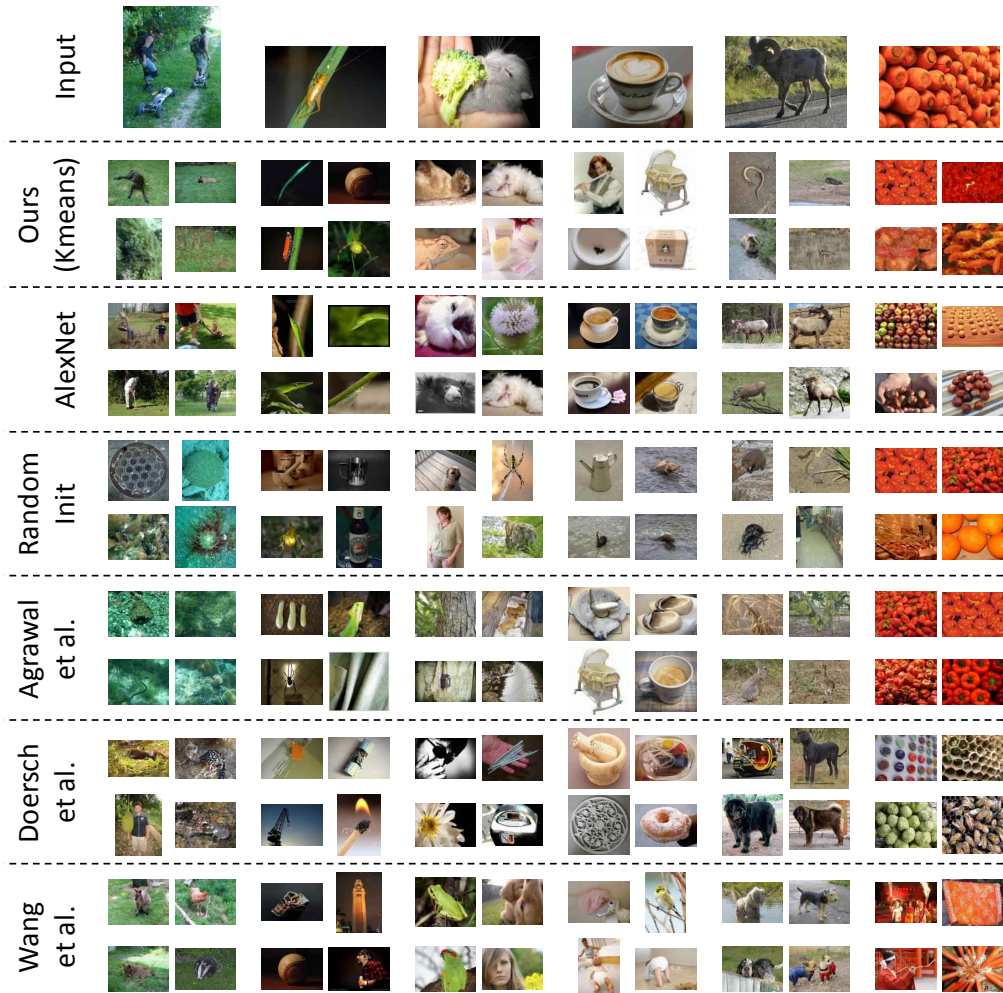 Input
Ours
(Kmeans)
AlexNet
Random
Init
Agrawal
et al.
Doersch
et al.
Wang
et al.